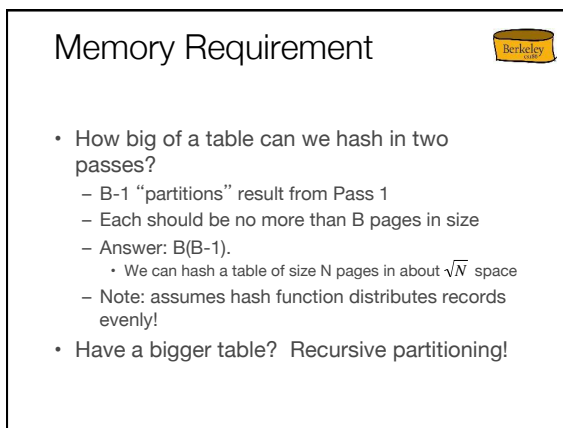 Memory Requirement
Berkeley
cs186
• How big of a table can we hash in two
passes?
– B-1 “partitions” result from Pass 1
– Each should be no more than B pages in size
– Answer: B(B-1).
• We can hash a table of size N pages in about √N space
– Note: assumes hash function distributes records
evenly!
• Have a bigger table? Recursive partitioning!